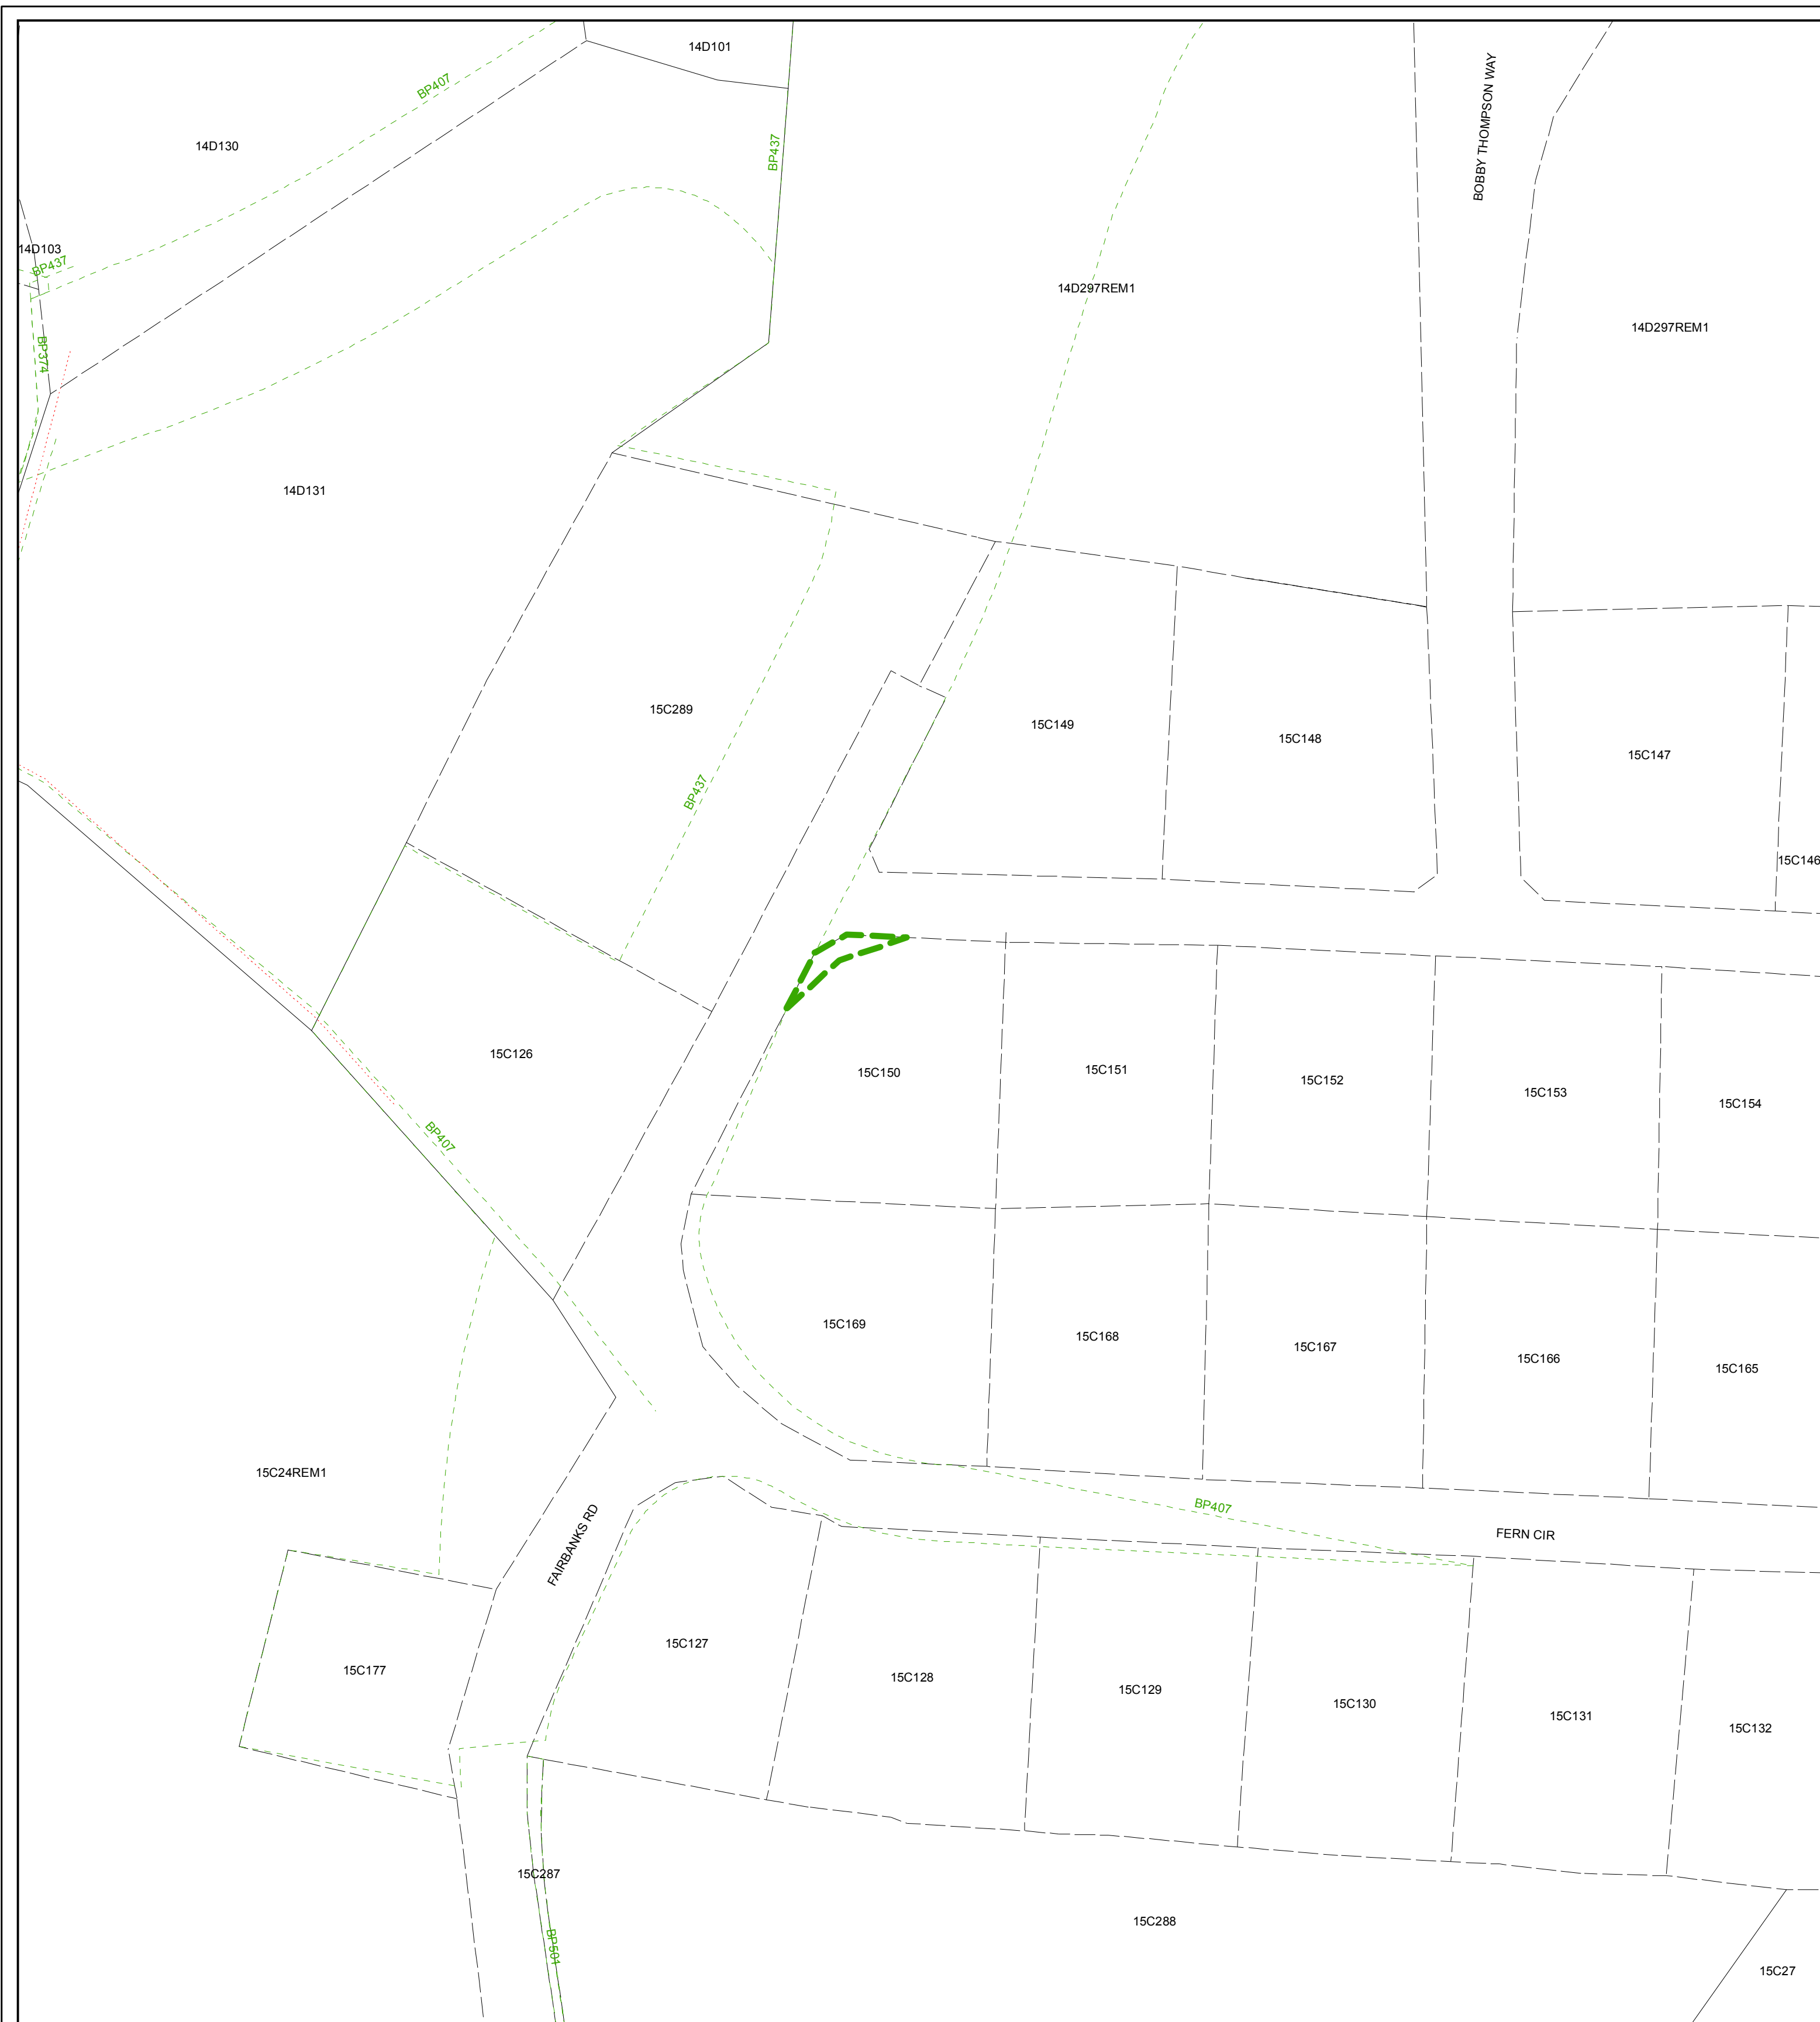 14D101
BP407
BOBBY THOMPSON WAY
14D130
BP437
14D103
BP437
14D297REM1
14D297REM1
BP374
14D131
15C289
15C149
15C148
15C147
BP437
15C146
15C126
15C150
15C151
15C152
15C153
15C154
BP407
15C169
15C168
15C167
15C166
15C165
15C24REM1
BP407
FERN CIR
FAIRBANKS RD
15C127
15C128
15C177
15C129
15C130
15C131
15C132
15C287
15C288
BP501
15C27